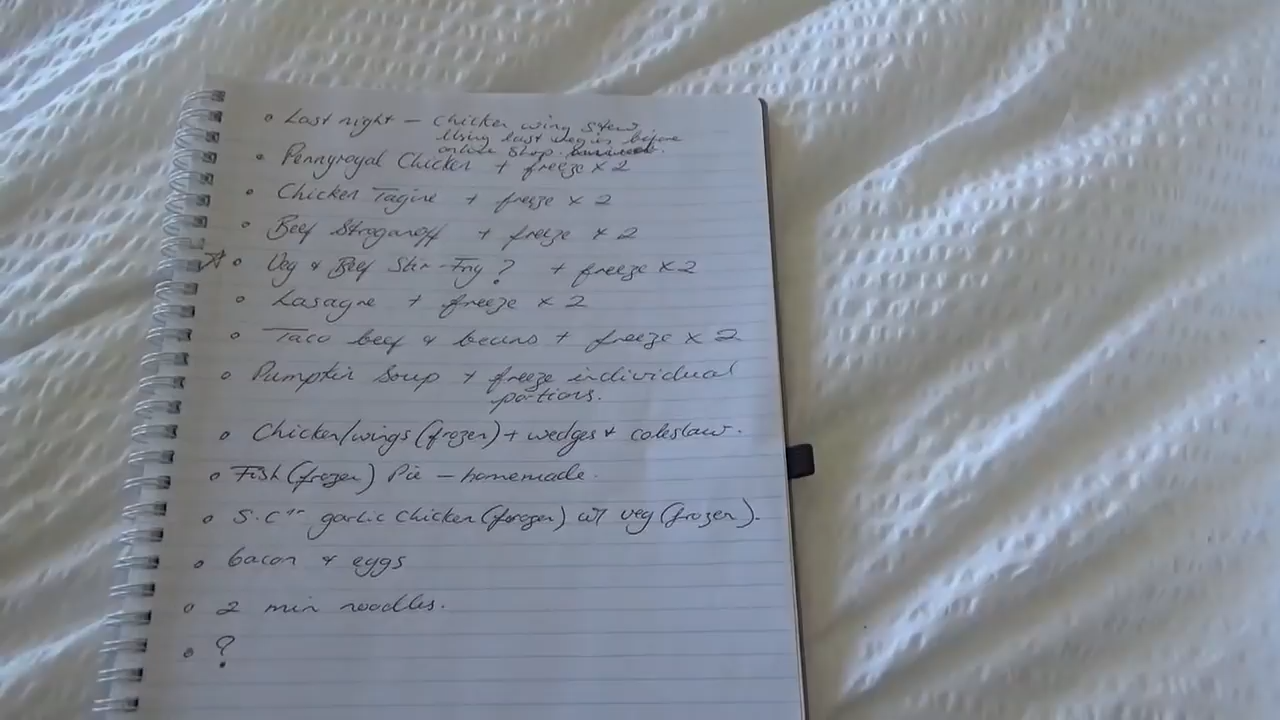 • Last night - Chicken wing stew
Using last vegies before
online shop.
• Pennyroyal Chicken + freeze x 2
• Chicken Tagine + freeze x 2
• Beef Stroganoff + freeze x 2
☆ • Veg & Beef Stir-Fry? + freeze x 2
• Lasagne + freeze x 2
• Taco beef & beans + freeze x 2
• Pumpkin Soup + freeze individual
portions.
• Chicken/wings (frozen) + wedges & coleslaw.
• Fish (frozen) Pie - homemade.
• garlic chicken (frozen) w/ veg (frozen).
• bacon & eggs
• 2 min noodles.
• ?